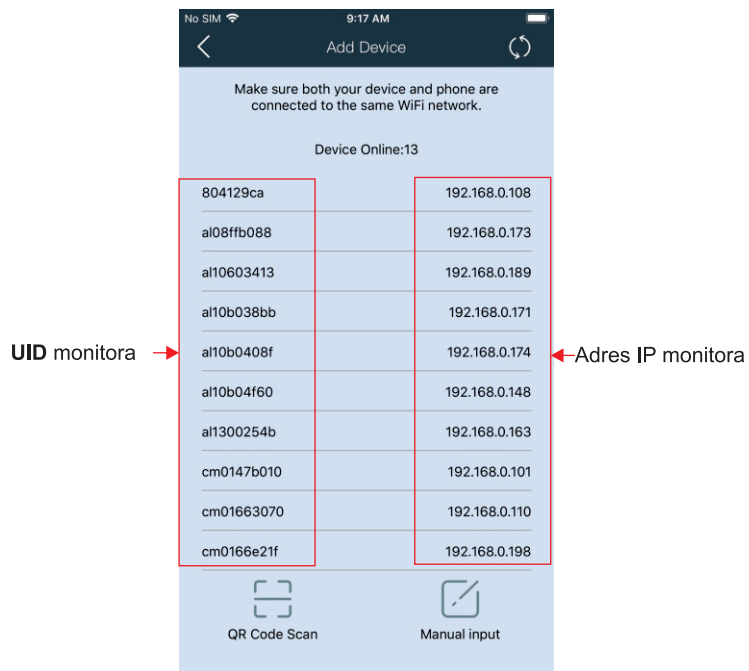 No SIM 9:17 AM
Add Device
Make sure both your device and phone are
connected to the same WiFi network.
Device Online:13
804129ca 192.168.0.108
al08ffb088 192.168.0.173
al10603413 192.168.0.189
al10b038bb 192.168.0.171
UID monitora al10b0408f 192.168.0.174 Adres IP monitora
al10b04f60 192.168.0.148
al1300254b 192.168.0.163
cm0147b010 192.168.0.101
cm01663070 192.168.0.110
cm0166e21f 192.168.0.198
QR Code Scan Manual input